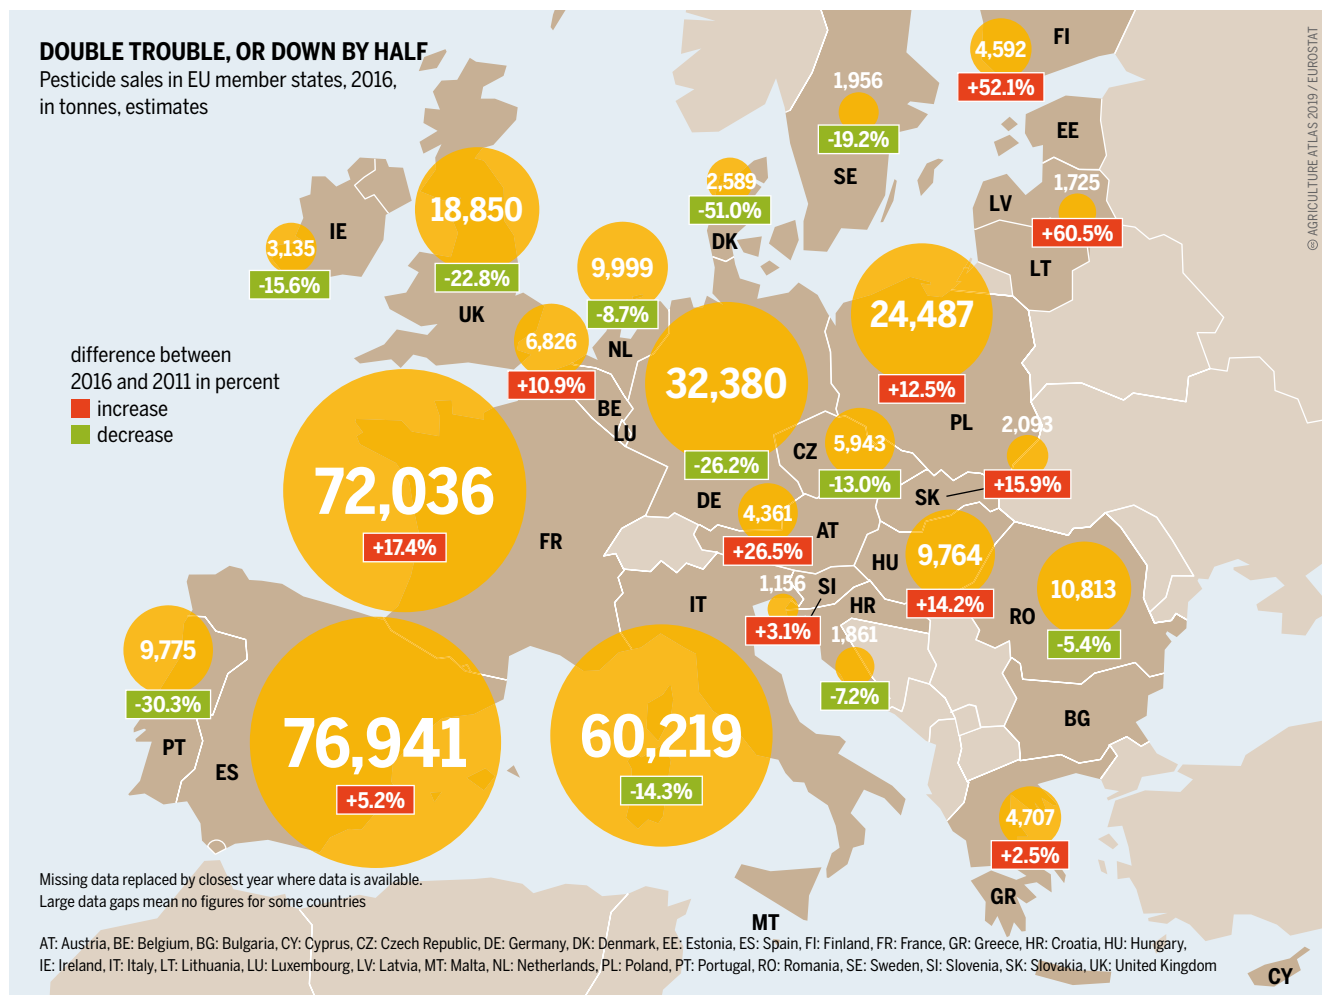 DOUBLE TROUBLE, OR DOWN BY HALF
Pesticide sales in EU member states, 2016,
in tonnes, estimates
© AGRICULTURE ATLAS 2019 / EUROSTAT
4,592
FI
+52.1%
1,956
-19.2%
SE
EE
1,725
LV
+60.5%
LT
2,589
-51.0%
DK
18,850
-22.8%
UK
3,135
IE
-15.6%
9,999
-8.7%
NL
6,826
+10.9%
BE
LU
24,487
+12.5%
PL
32,380
-26.2%
DE
difference between
2016 and 2011 in percent
increase
decrease
5,943
CZ
-13.0%
2,093
SK
+15.9%
72,036
+17.4%
FR
4,361
AT
+26.5%
9,764
HU
+14.2%
10,813
RO
-5.4%
1,156
SI
+3.1%
IT
HR
1,861
-7.2%
9,775
-30.3%
PT
ES
76,941
+5.2%
60,219
-14.3%
BG
4,707
+2.5%
GR
MT
CY
Missing data replaced by closest year where data is available.
Large data gaps mean no figures for some countries
AT: Austria, BE: Belgium, BG: Bulgaria, CY: Cyprus, CZ: Czech Republic, DE: Germany, DK: Denmark, EE: Estonia, ES: Spain, FI: Finland, FR: France, GR: Greece, HR: Croatia, HU: Hungary,
IE: Ireland, IT: Italy, LT: Lithuania, LU: Luxembourg, LV: Latvia, MT: Malta, NL: Netherlands, PL: Poland, PT: Portugal, RO: Romania, SE: Sweden, SI: Slovenia, SK: Slovakia, UK: United Kingdom